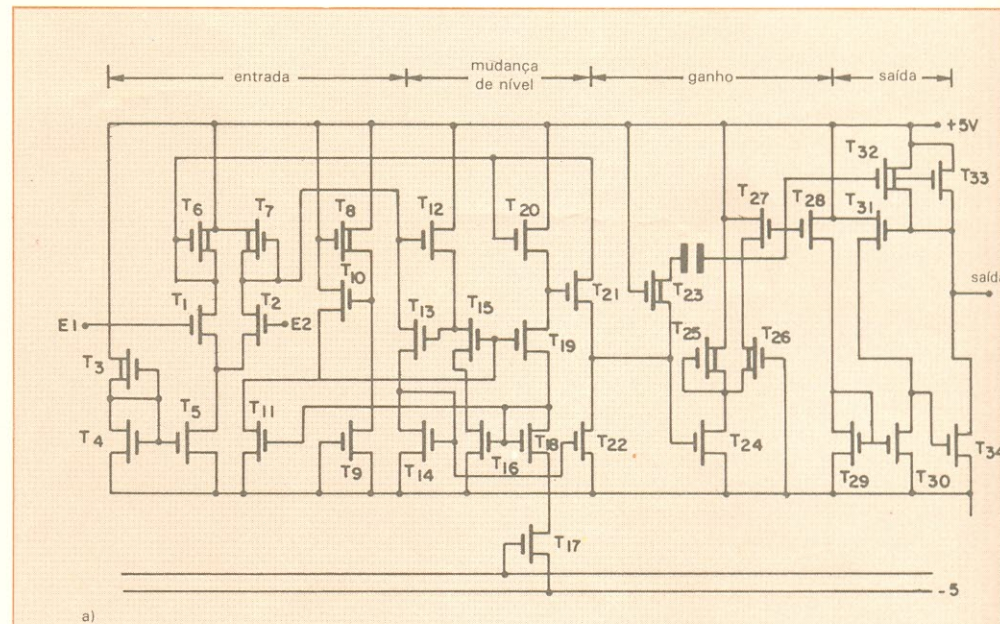 entrada
mudança
de nível
ganho
saída
+5V
T32
T33
T6
T7
T8
T12
T20
T27
T28
T31
T10
T21
T23
saída
T1
T2
T13
T15
E1
E2
T19
T25
T26
T3
T5
T11
T4
T9
T14
T16
T18
T22
T24
T29
T30
T34
T17
-5
a)